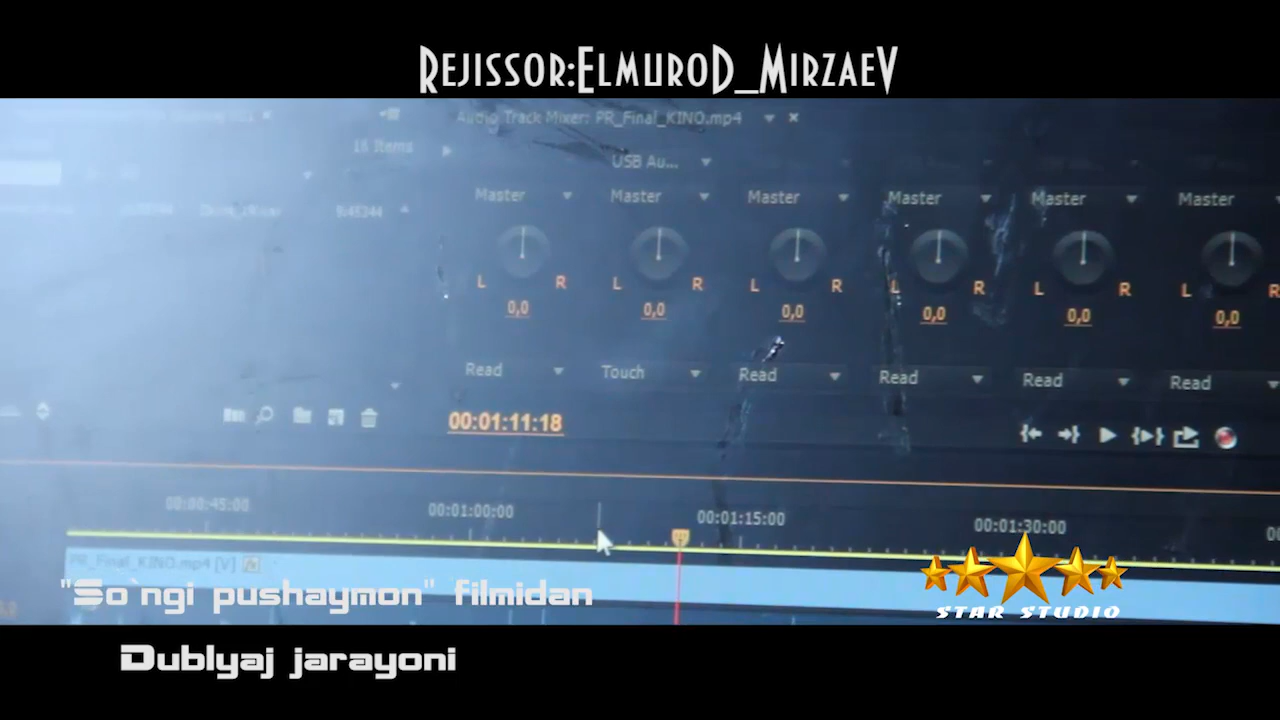 Rejissor:ElmuroD_MirzaeV
Audio Track Mixer: PR_Final_KINO.mp4
16 Items
USB Au...
Master Master Master Master Master Master
L R L R L R L R L R L R
0,0 0,0 0,0 0,0 0,0 0,0
Read Touch Read Read Read Read
00:01:11:18
00:00:45:00 00:01:00:00 00:01:15:00 00:01:30:00
PR_Final_KINO.mp4 [V] fx
"So`ngi pushaymon" filmidan
STAR STUDIO
Dublyaj jarayoni